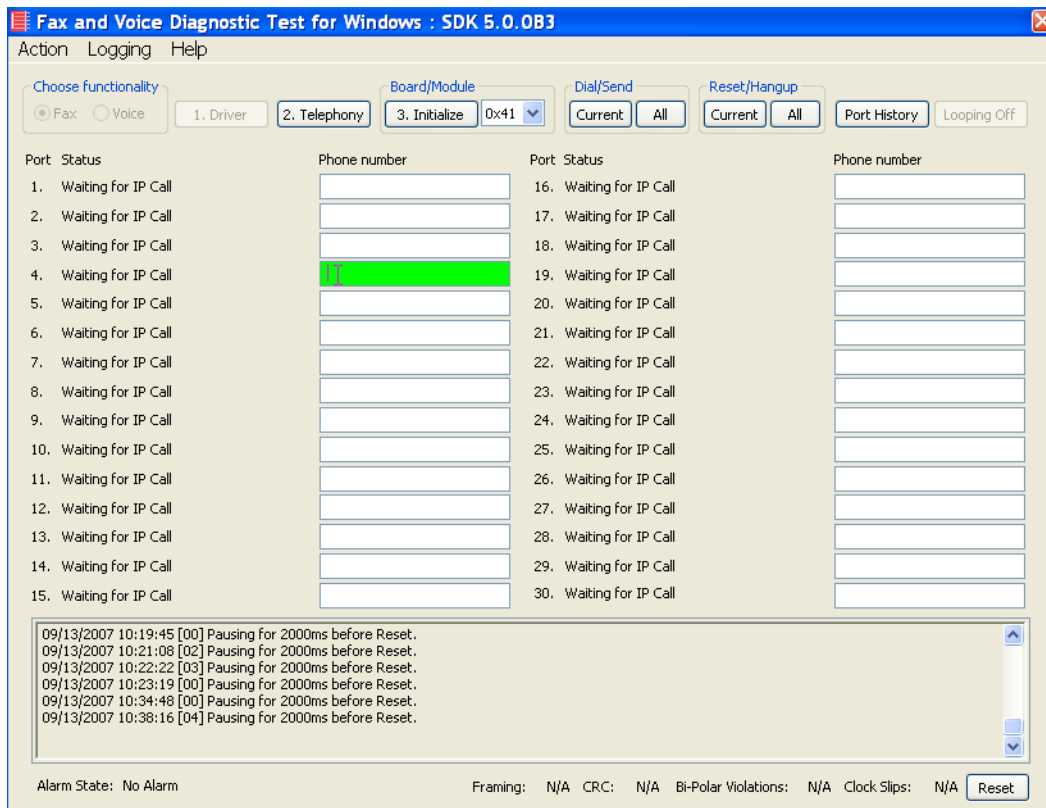 Fax and Voice Diagnostic Test for Windows : SDK 5.0.0B3
Action Logging Help
Choose functionality Board/Module Dial/Send Reset/Hangup
Fax Voice 1. Driver 2. Telephony 3. Initialize 0x41 Current All Current All Port History Looping Off
Port Status Phone number Port Status Phone number
1. Waiting for IP Call 16. Waiting for IP Call
2. Waiting for IP Call 17. Waiting for IP Call
3. Waiting for IP Call 18. Waiting for IP Call
4. Waiting for IP Call 19. Waiting for IP Call
5. Waiting for IP Call 20. Waiting for IP Call
6. Waiting for IP Call 21. Waiting for IP Call
7. Waiting for IP Call 22. Waiting for IP Call
8. Waiting for IP Call 23. Waiting for IP Call
9. Waiting for IP Call 24. Waiting for IP Call
10. Waiting for IP Call 25. Waiting for IP Call
11. Waiting for IP Call 26. Waiting for IP Call
12. Waiting for IP Call 27. Waiting for IP Call
13. Waiting for IP Call 28. Waiting for IP Call
14. Waiting for IP Call 29. Waiting for IP Call
15. Waiting for IP Call 30. Waiting for IP Call
09/13/2007 10:19:45 [00] Pausing for 2000ms before Reset.
09/13/2007 10:21:08 [02] Pausing for 2000ms before Reset.
09/13/2007 10:22:22 [03] Pausing for 2000ms before Reset.
09/13/2007 10:23:19 [00] Pausing for 2000ms before Reset.
09/13/2007 10:34:48 [00] Pausing for 2000ms before Reset.
09/13/2007 10:38:16 [04] Pausing for 2000ms before Reset.
Alarm State: No Alarm Framing: N/A CRC: N/A Bi-Polar Violations: N/A Clock Slips: N/A Reset